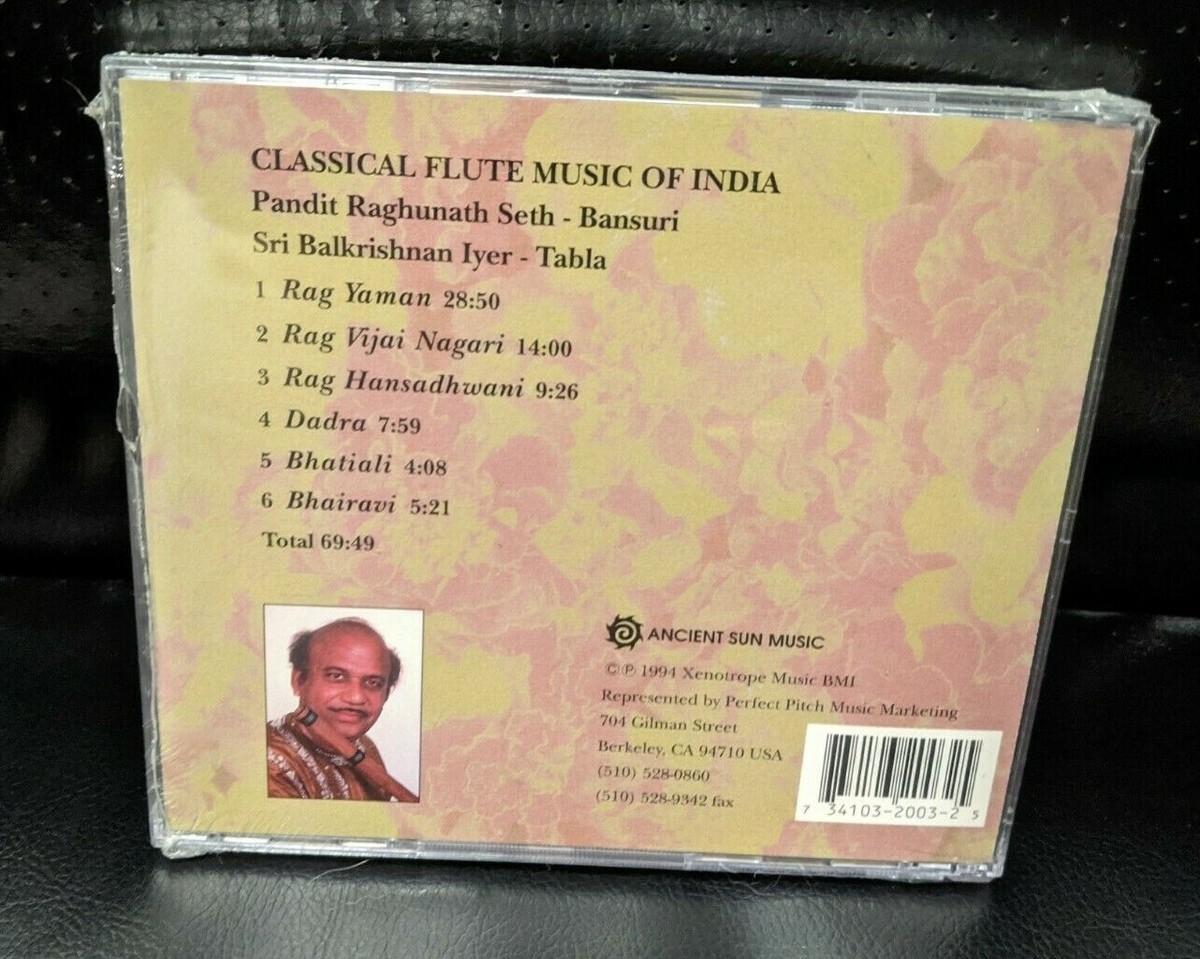 CLASSICAL FLUTE MUSIC OF INDIA
Pandit Raghunath Seth - Bansuri
Sri Balkrishnan Iyer - Tabla
1 Rag Yaman 28:50
2 Rag Vijai Nagari 14:00
3 Rag Hansadhwani 9:26
4 Dadra 7:59
5 Bhatiali 4:08
6 Bhairavi 5:21
Total 69:49
ANCIENT SUN MUSIC
©℗ 1994 Xenotrope Music BMI
Represented by Perfect Pitch Music Marketing
704 Gilman Street
Berkeley, CA 94710 USA
(510) 528-0860
(510) 528-9342 fax
7 34103-2003-2 5